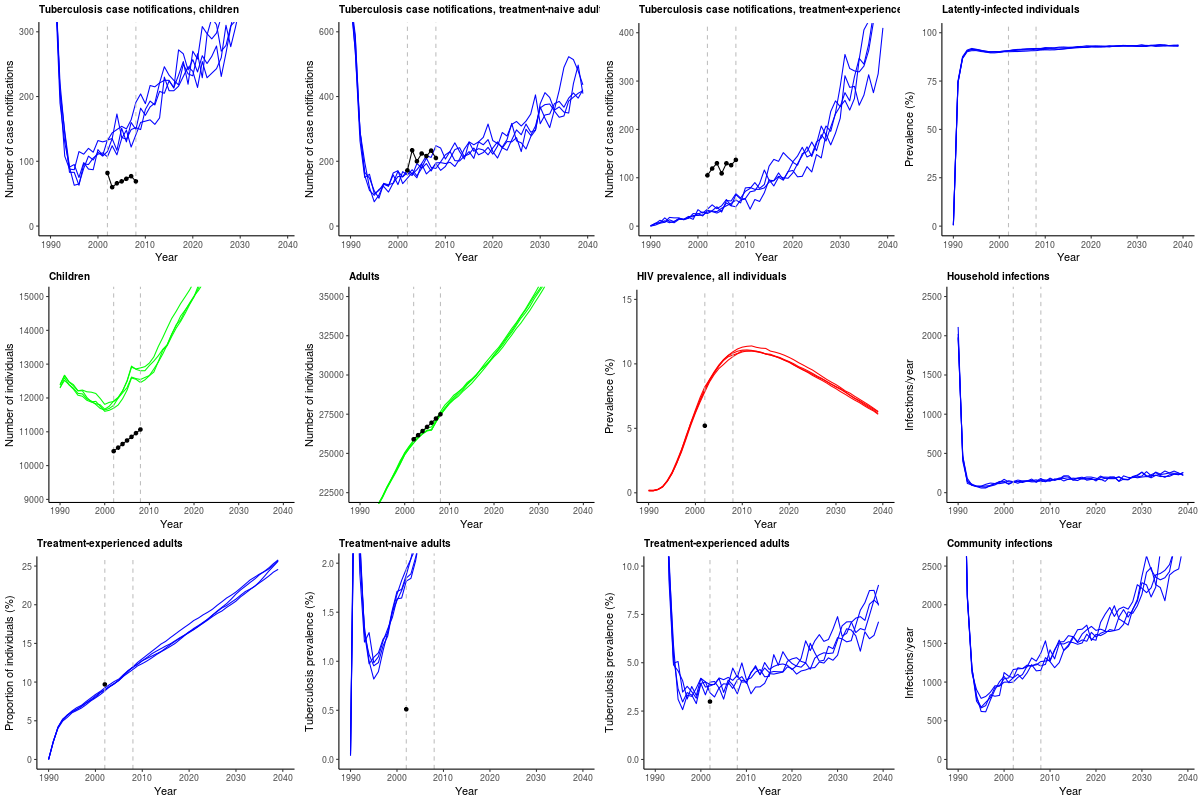 Tuberculosis case notifications, children
Number of case notifications
300
200
100
0
1990 2000 2010 2020 2030 2040
Year
Tuberculosis case notifications, treatment-naive adul
Number of case notifications
600
400
200
0
1990 2000 2010 2020 2030 2040
Year
Tuberculosis case notifications, treatment-experience
Number of case notifications
400
300
200
100
0
1990 2000 2010 2020 2030 2040
Year
Latently-infected individuals
Prevalence (%)
100
75
50
25
0
1990 2000 2010 2020 2030 2040
Year
Children
Number of individuals
15000
14000
13000
12000
11000
10000
9000
1990 2000 2010 2020 2030 2040
Year
Adults
Number of individuals
35000
32500
30000
27500
25000
22500
1990 2000 2010 2020 2030 2040
Year
HIV prevalence, all individuals
Prevalence (%)
15
10
5
0
1990 2000 2010 2020 2030 2040
Year
Household infections
Infections/year
2500
2000
1500
1000
500
0
1990 2000 2010 2020 2030 2040
Year
Treatment-experienced adults
Proportion of individuals (%)
25
20
15
10
5
0
1990 2000 2010 2020 2030 2040
Year
Treatment-naive adults
Tuberculosis prevalence (%)
2.0
1.5
1.0
0.5
0.0
1990 2000 2010 2020 2030 2040
Year
Treatment-experienced adults
Tuberculosis prevalence (%)
10.0
7.5
5.0
2.5
0.0
1990 2000 2010 2020 2030 2040
Year
Community infections
Infections/year
2500
2000
1500
1000
500
0
1990 2000 2010 2020 2030 2040
Year